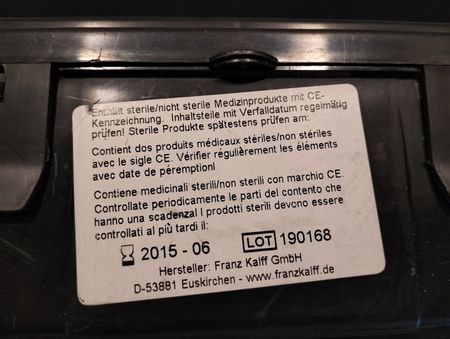 Enthält sterile/nicht sterile Medizinprodukte mit CE-
Kennzeichnung. Inhaltsteile mit Verfalldatum regelmäßig
prüfen! Sterile Produkte spätestens prüfen am:
Contient dos produits médicaux stériles/non stériles
avec le sigle CE. Vérifier régulièrement les éléments
avec date de péremption!
Contiene medicinali sterili/non sterili con marchio CE.
Controllate periodicamente le parti del contento che
hanno una scadenza! I prodotti sterili devono essere
controllati al più tardi il:
2015 - 06 LOT 190168
Hersteller: Franz Kalff GmbH
D-53881 Euskirchen - www.franzkalff.de